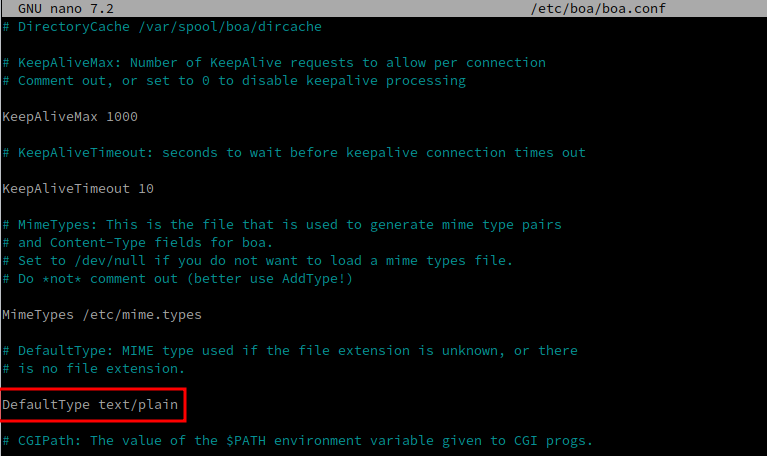 GNU nano 7.2 /etc/boa/boa.conf
# DirectoryCache /var/spool/boa/dircache
# KeepAliveMax: Number of KeepAlive requests to allow per connection
# Comment out, or set to 0 to disable keepalive processing
KeepAliveMax 1000
# KeepAliveTimeout: seconds to wait before keepalive connection times out
KeepAliveTimeout 10
# MimeTypes: This is the file that is used to generate mime type pairs
# and Content-Type fields for boa.
# Set to /dev/null if you do not want to load a mime types file.
# Do *not* comment out (better use AddType!)
MimeTypes /etc/mime.types
# DefaultType: MIME type used if the file extension is unknown, or there
# is no file extension.
DefaultType text/plain
# CGIPath: The value of the $PATH environment variable given to CGI progs.